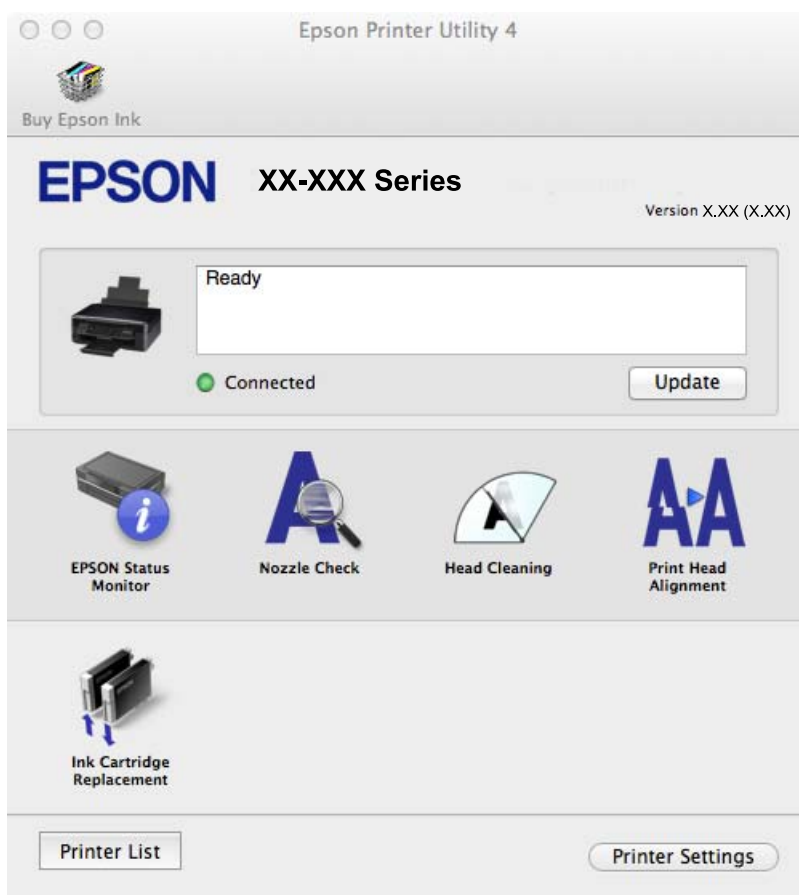 Epson Printer Utility 4
Buy Epson Ink
EPSON XX-XXX Series
Version X.XX (X.XX)
Ready
Connected
Update
EPSON Status
Monitor
Nozzle Check
Head Cleaning
Print Head
Alignment
Ink Cartridge
Replacement
Printer List
Printer Settings